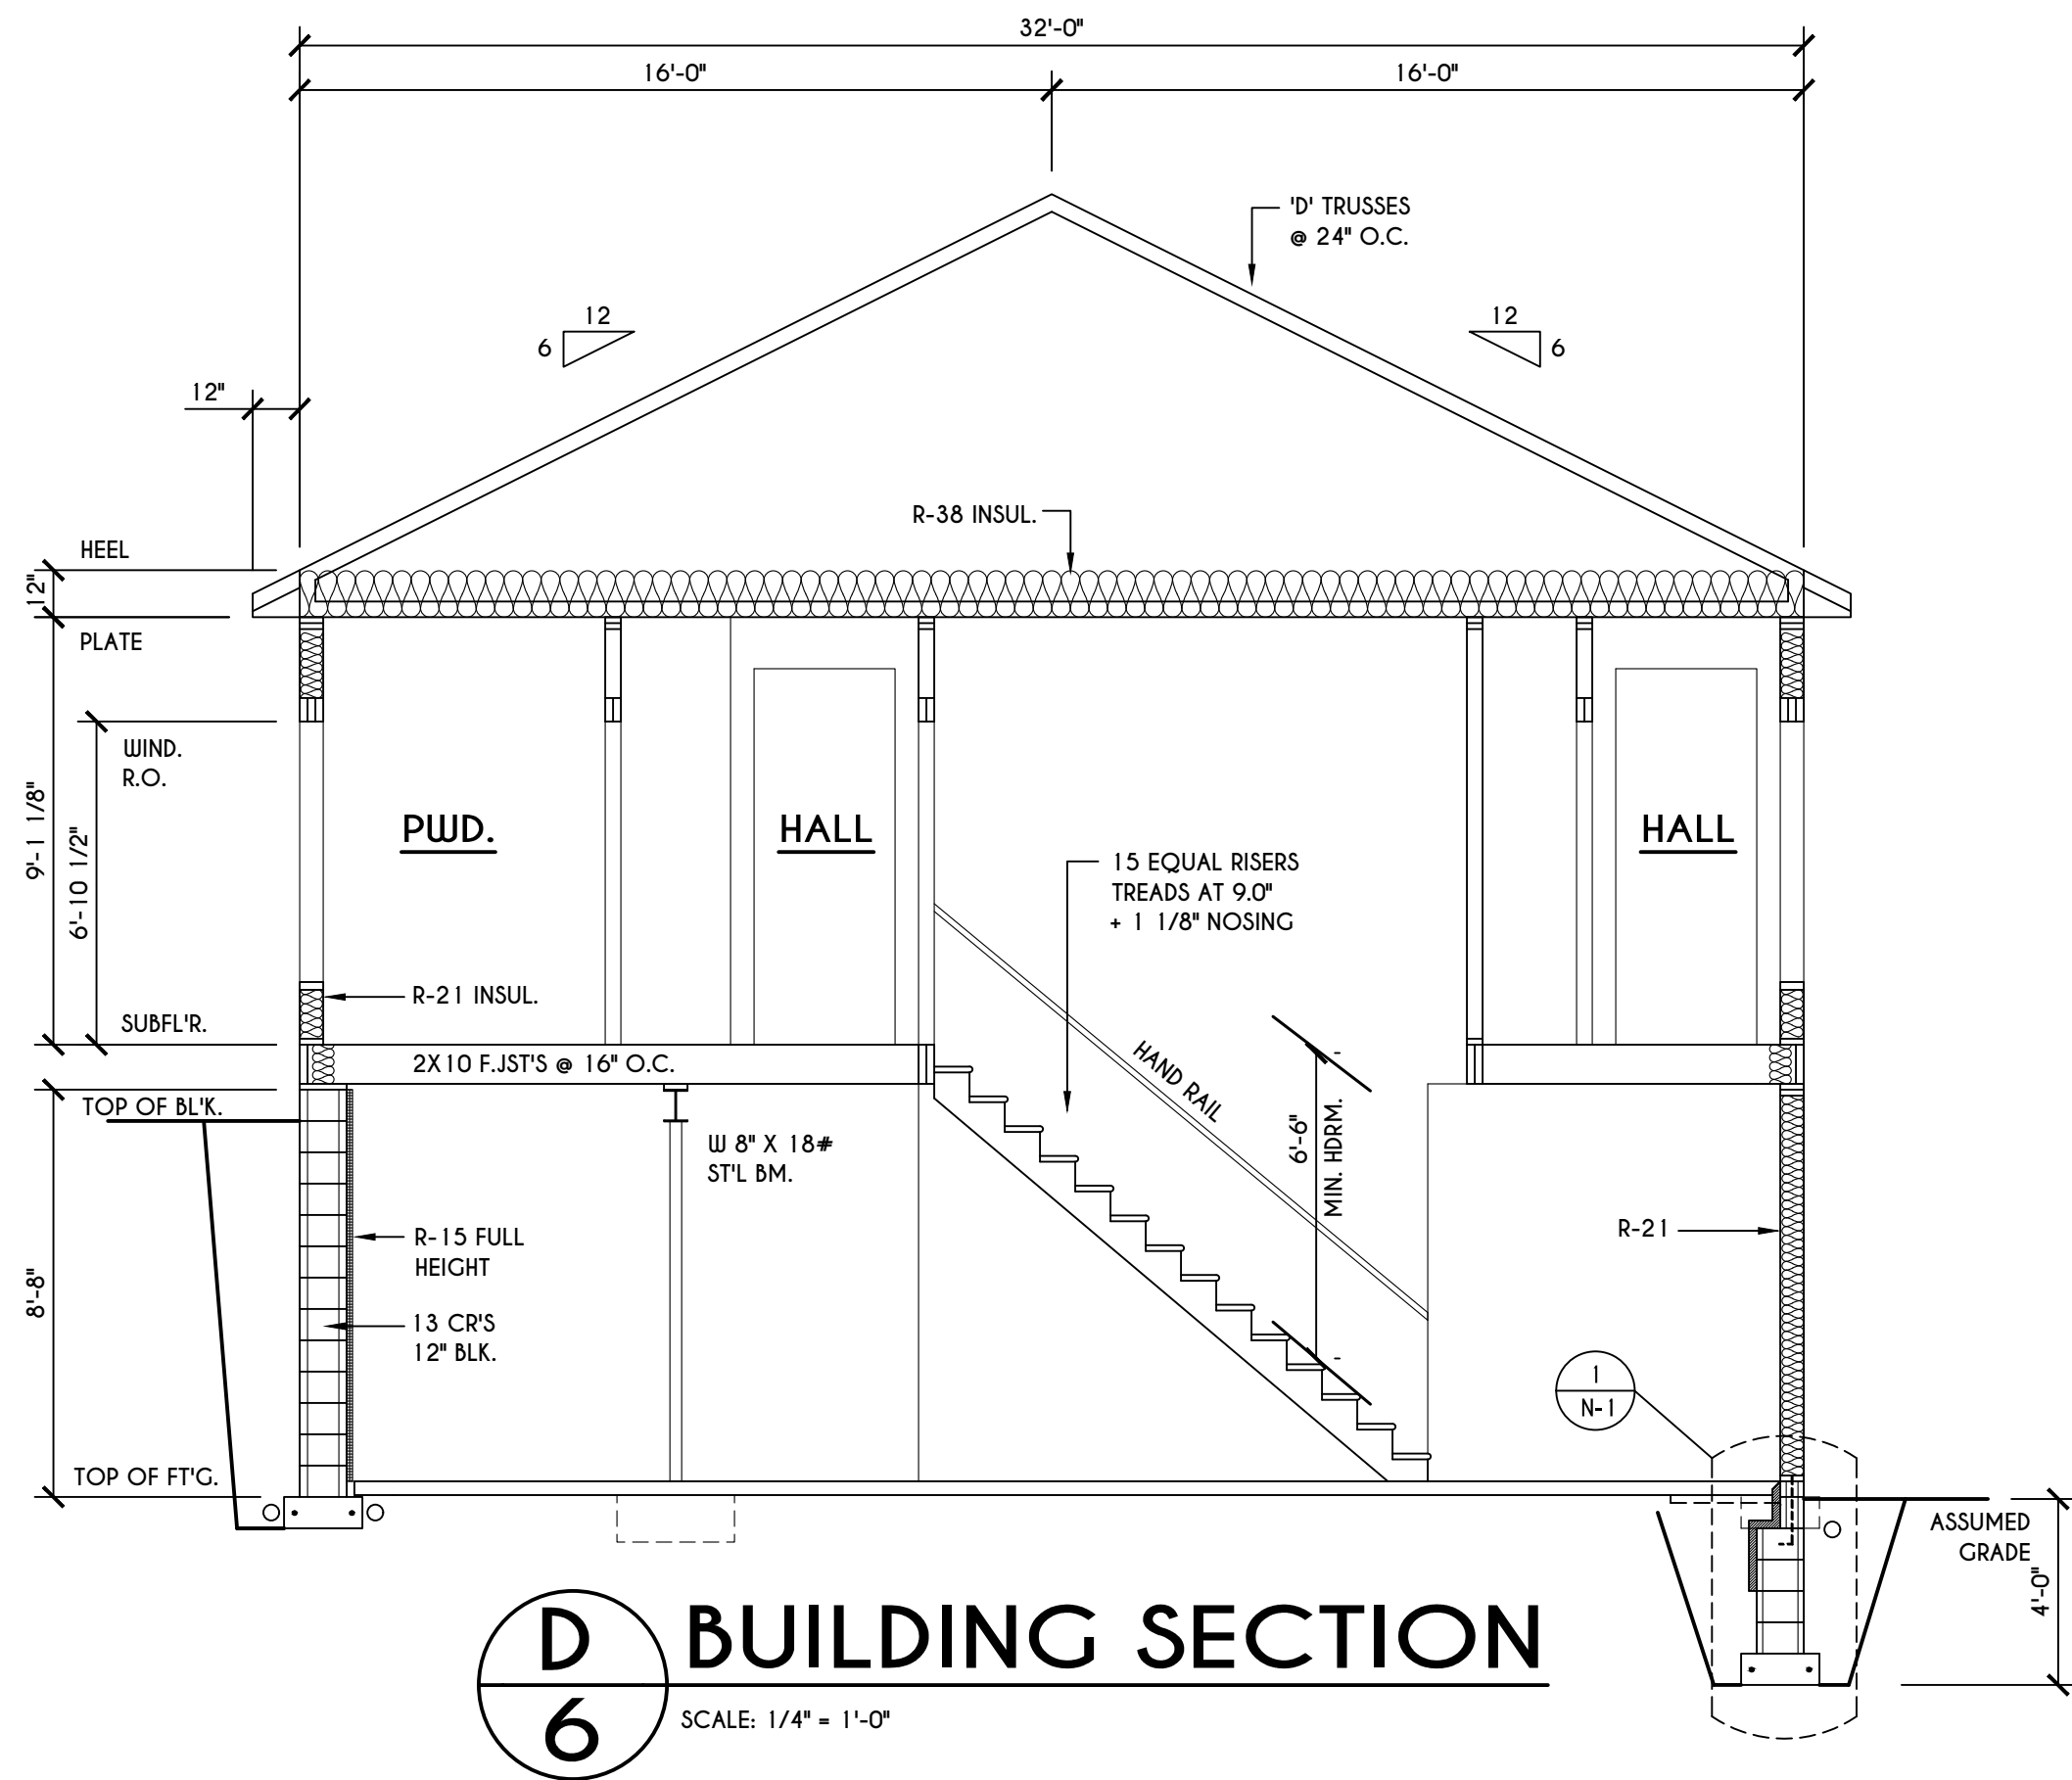 32'-0"
16'-0"
16'-0"
'D' TRUSSES
@ 24" O.C.
12
6
12
6
12"
R-38 INSUL.
HEEL
12"
PLATE
WIND.
R.O.
9'-1 1/8"
6'-10 1/2"
PWD.
HALL
HALL
15 EQUAL RISERS
TREADS AT 9.0"
+ 1 1/8" NOSING
R-21 INSUL.
SUBFL'R.
2X10 F.JST'S @ 16" O.C.
HAND RAIL
TOP OF BL'K.
6'-6"
MIN. HDRM.
W 8" X 18#
ST'L BM.
R-15 FULL
HEIGHT
R-21
8'-8"
13 CR'S
12" BLK.
1
N-1
TOP OF FT'G.
ASSUMED
GRADE
4'-0"
D
6
BUILDING SECTION
SCALE: 1/4" = 1'-0"